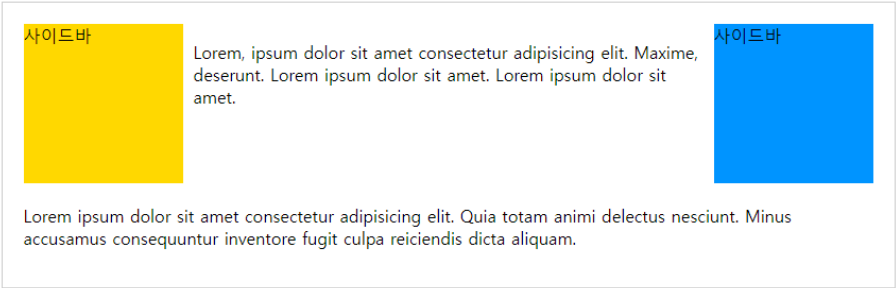 사이드바
Lorem, ipsum dolor sit amet consectetur adipisicing elit. Maxime,
deserunt. Lorem ipsum dolor sit amet. Lorem ipsum dolor sit
amet.
사이드바
Lorem ipsum dolor sit amet consectetur adipisicing elit. Quia totam animi delectus nesciunt. Minus
accusamus consequuntur inventore fugit culpa reiciendis dicta aliquam.